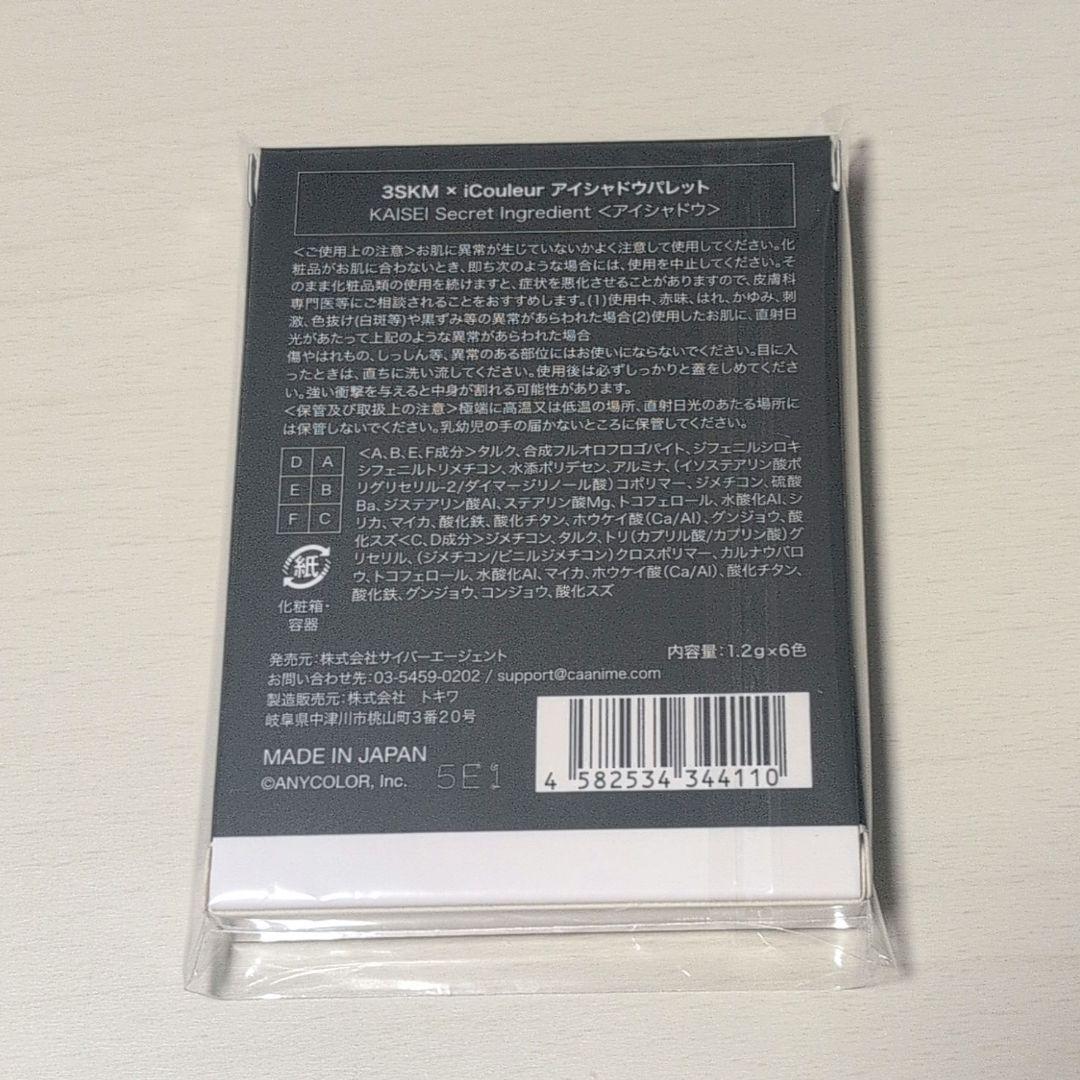 3SKM × iCouleur アイシャドウパレット
KAISEI Secret Ingredient <アイシャドウ>
<ご使用上の注意>お肌に異常が生じていないかよく注意して使用してください。化
粧品がお肌に合わないとき、即ち次のような場合には、使用を中止してください。そ
のまま化粧品類の使用を続けますと、症状を悪化させることがありますので、皮膚科
専門医等にご相談されることをおすすめします。(1)使用中、赤味、はれ、かゆみ、刺
激、色抜け(白斑等)や黒ずみ等の異常があらわれた場合(2)使用したお肌に、直射日
光があたって上記のような異常があらわれた場合
傷やはれもの、しっしん等、異常のある部位にはお使いにならないでください。目に入
ったときは、直ちに洗い流してください。使用後は必ずしっかりと蓋をしめてくださ
い。強い衝撃を与えると中身が割れる可能性があります。
<保管及び取扱上の注意>極端に高温又は低温の場所、直射日光のあたる場所に
は保管しないでください。乳幼児の手の届かないところに保管してください。
D A
E B
F C
<A、B、E、F成分>タルク、合成フルオロフロゴパイト、ジフェニルシロキ
シフェニルトリメチコン、水添ポリデセン、アルミナ、(イソステアリン酸ポ
リグリセリル-2/ダイマージリノール酸)コポリマー、ジメチコン、硫酸
Ba、ジステアリン酸Al、ステアリン酸Mg、トコフェロール、水酸化Al、シ
リカ、マイカ、酸化鉄、酸化チタン、ホウケイ酸(Ca/Al)、グンジョウ、酸
化スズ<C、D成分>ジメチコン、タルク、トリ(カプリル酸/カプリン酸)グ
リセリル、(ジメチコン/ビニルジメチコン)クロスポリマー、カルナウバロ
ウ、トコフェロール、水酸化Al、マイカ、ホウケイ酸(Ca/Al)、酸化チタン、
酸化鉄、グンジョウ、コンジョウ、酸化スズ
紙
化粧箱・
容器
発売元：株式会社サイバーエージェント
内容量：1.2g×6色
お問い合わせ先：03-5459-0202 / support@caanime.com
製造販売元：株式会社 トキワ
岐阜県中津川市桃山町3番20号
MADE IN JAPAN
©ANYCOLOR, Inc.
5E1
4 582534 344110